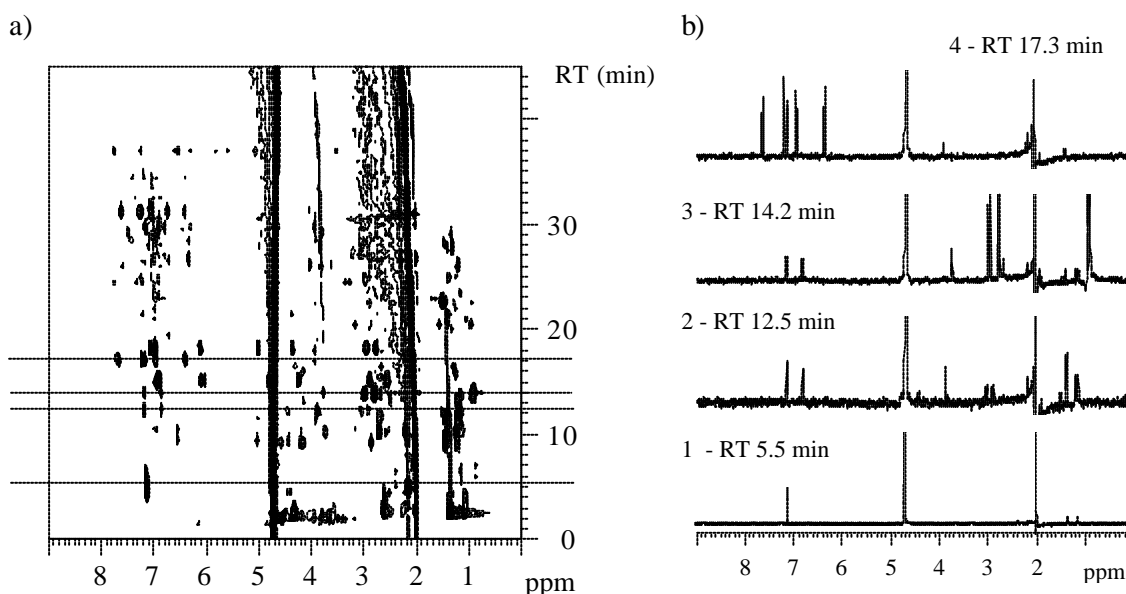 a)
RT (min)
30
20
10
0
8 7 6 5 4 3 2 1 ppm
b)
4 - RT 17.3 min
3 - RT 14.2 min
2 - RT 12.5 min
1 - RT 5.5 min
8 7 6 5 4 3 2 ppm